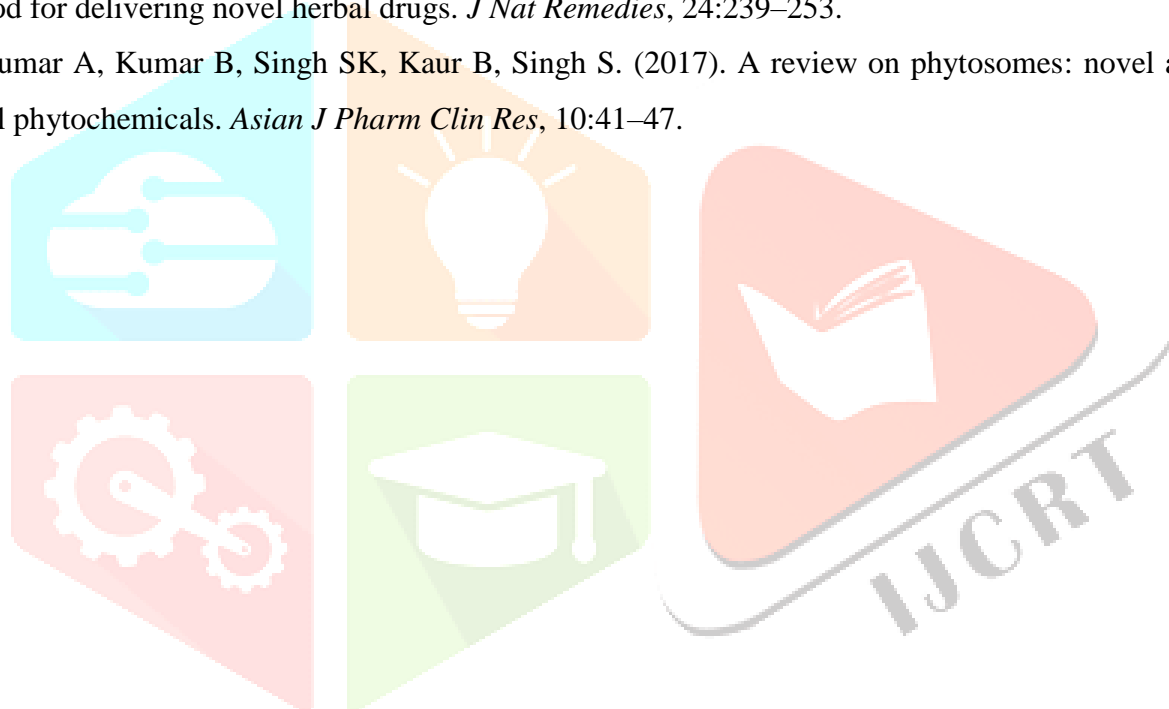 od for delivering novel herbal drugs. J Nat Remedies, 24:239–253.
umar A, Kumar B, Singh SK, Kaur B, Singh S. (2017). A review on phytosomes: novel a
l phytochemicals. Asian J Pharm Clin Res, 10:41–47.
IJCRT